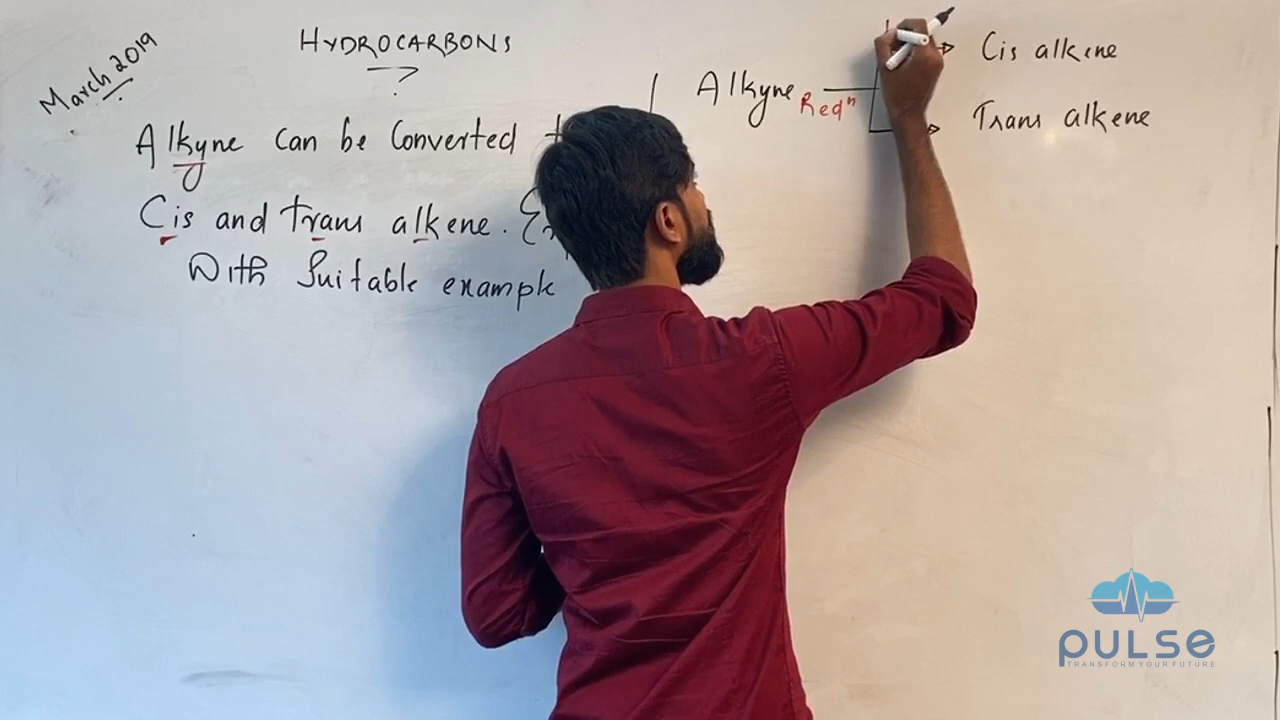 March 2019
HYDROCARBONS
?
Alkyne can be Converted
Cis and trans alkene.
With Suitable example
Alkyne
Redⁿ
Cis alkene
Trans alkene
PULSE
TRANSFORM YOUR FUTURE